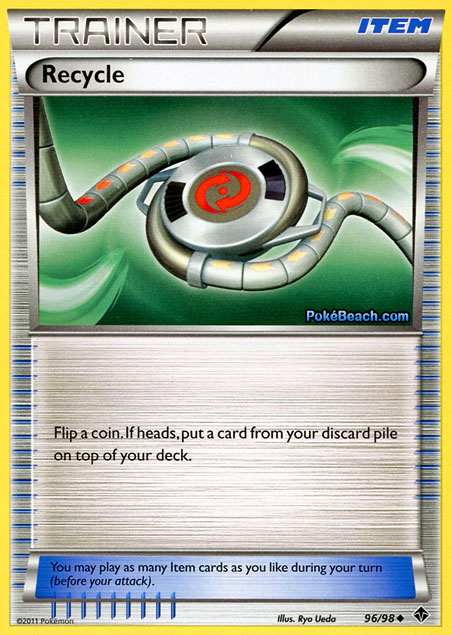 TRAINER ITEM
Recycle
PokéBeach.com
Flip a coin. If heads, put a card from your discard pile
on top of your deck.
You may play as many Item cards as you like during your turn
(before your attack).
©2011 Pokémon Illus. Ryo Ueda 96/98 ◆